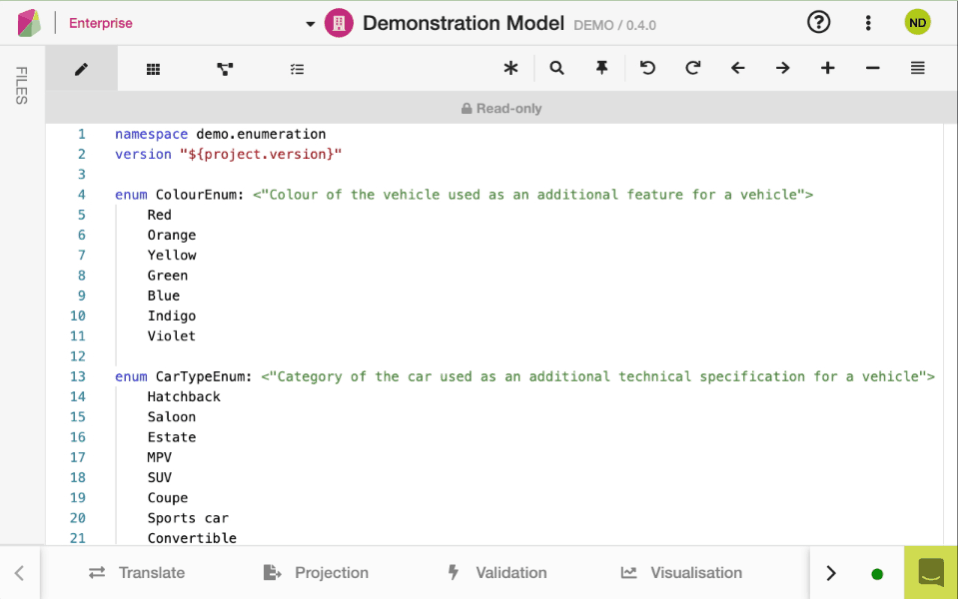 Enterprise
Demonstration Model DEMO / 0.4.0
ND
FILES
Read-only
1 namespace demo.enumeration
2 version "${project.version}"
3
4 enum ColourEnum: <"Colour of the vehicle used as an additional feature for a vehicle">
5 Red
6 Orange
7 Yellow
8 Green
9 Blue
10 Indigo
11 Violet
12
13 enum CarTypeEnum: <"Category of the car used as an additional technical specification for a vehicle">
14 Hatchback
15 Saloon
16 Estate
17 MPV
18 SUV
19 Coupe
20 Sports car
21 Convertible
Translate Projection Validation Visualisation